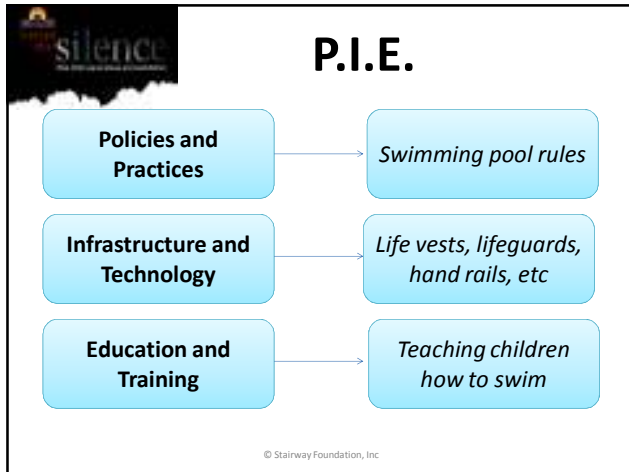 silence
P.I.E.
Policies and
Practices
Swimming pool rules
Infrastructure and
Technology
Life vests, lifeguards,
hand rails, etc
Education and
Training
Teaching children
how to swim
© Stairway Foundation, Inc